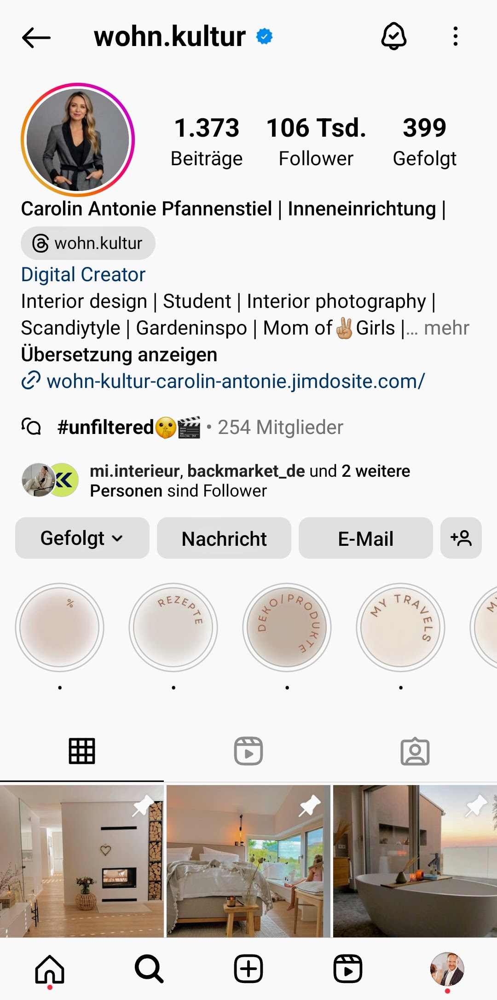 wohn.kultur
1.373 106 Tsd. 399
Beiträge Follower Gefolgt
Carolin Antonie Pfannenstiel | Inneneinrichtung |
wohn.kultur
Digital Creator
Interior design | Student | Interior photography |
Scandiytyle | Gardeninspo | Mom of✌🏼Girls |... mehr
Übersetzung anzeigen
wohn-kultur-carolin-antonie.jimdosite.com/
#unfiltered🤫🎬 • 254 Mitglieder
mi.interieur, backmarket_de und 2 weitere
Personen sind Follower
Gefolgt Nachricht E-Mail
% REZEPTE DEKO/PRODUKTE MY TRAVELS
. . . .